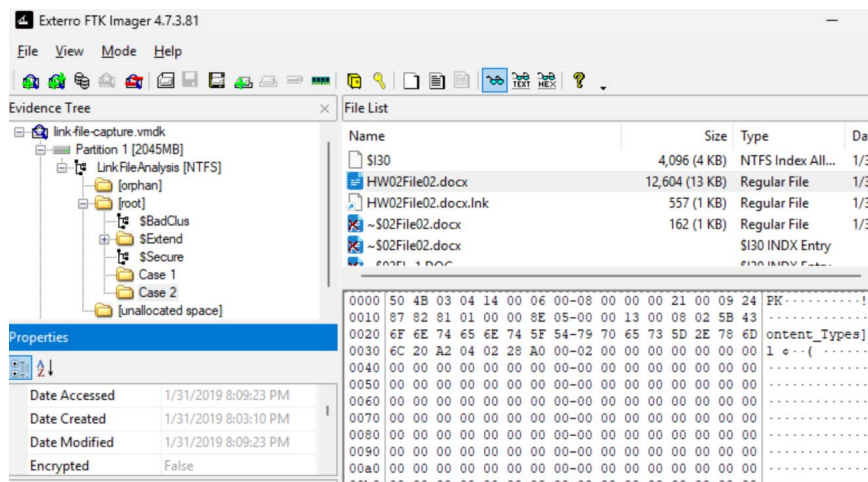 Exterro FTK Imager 4.7.3.81
File View Mode Help
TEXT HEX
Evidence Tree
link-file-capture.vmdk
Partition 1 [2045MB]
LinkFileAnalysis [NTFS]
[orphan]
[root]
$BadClus
$Extend
$Secure
Case 1
Case 2
[unallocated space]
Properties
Date Accessed 1/31/2019 8:09:23 PM
Date Created 1/31/2019 8:03:10 PM
Date Modified 1/31/2019 8:09:23 PM
Encrypted False
File List
Name Size Type Da
$I30 4,096 (4 KB) NTFS Index All... 1/3
HW02File02.docx 12,604 (13 KB) Regular File 1/3
HW02File02.docx.lnk 557 (1 KB) Regular File 1/3
~$02File02.docx 162 (1 KB) Regular File 1/3
~$02File02.docx $I30 INDX Entry
0000 50 4B 03 04 14 00 06 00-08 00 00 00 21 00 09 24 PK··········!
0010 87 82 81 01 00 00 8E 05-00 00 13 00 08 02 5B 43
0020 6F 6E 74 65 6E 74 5F 54-79 70 65 73 5D 2E 78 6D ontent_Types]
0030 6C 20 A2 04 02 28 A0 00-02 00 00 00 00 00 00 00 l ¢··( ······
0040 00 00 00 00 00 00 00 00-00 00 00 00 00 00 00 00
0050 00 00 00 00 00 00 00 00-00 00 00 00 00 00 00 00
0060 00 00 00 00 00 00 00 00-00 00 00 00 00 00 00 00
0070 00 00 00 00 00 00 00 00-00 00 00 00 00 00 00 00
0080 00 00 00 00 00 00 00 00-00 00 00 00 00 00 00 00
0090 00 00 00 00 00 00 00 00-00 00 00 00 00 00 00 00
00a0 00 00 00 00 00 00 00 00-00 00 00 00 00 00 00 00